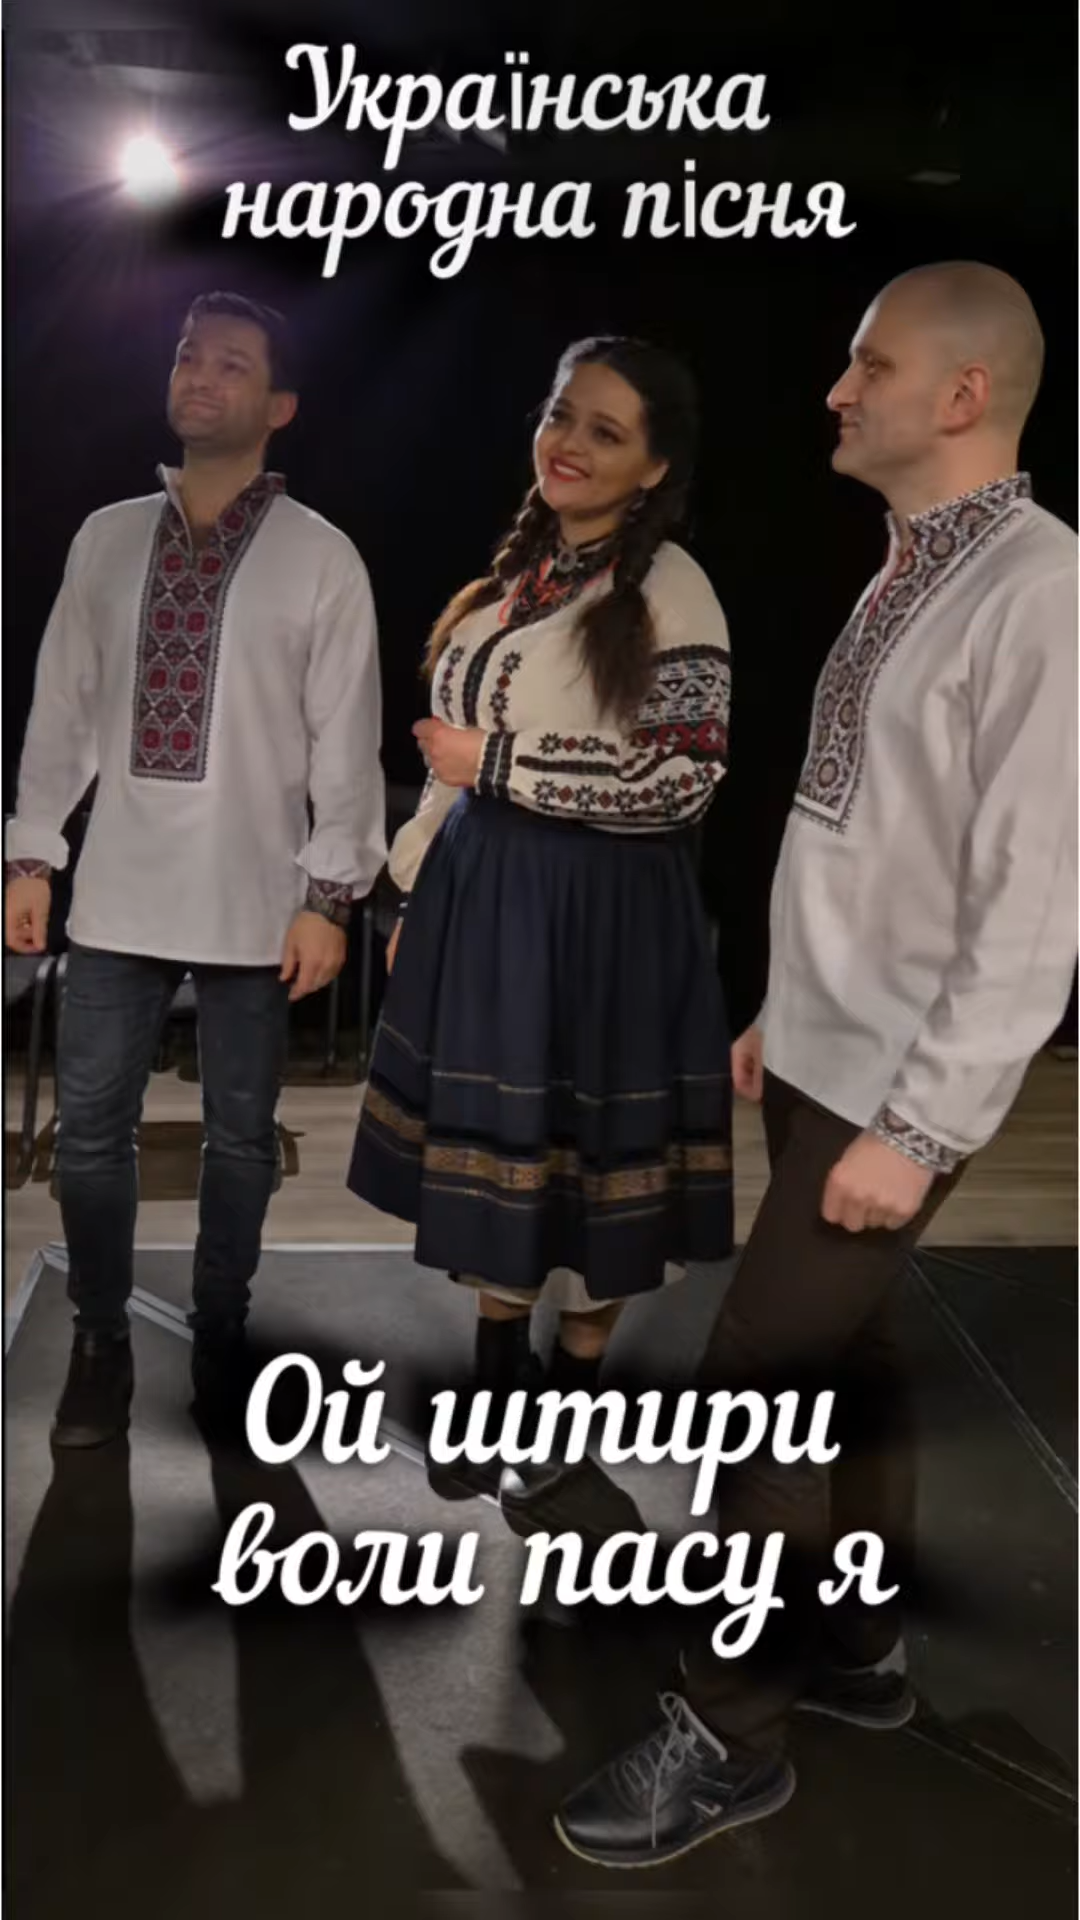 Українська
народна пісня
Ой штири
воли пасу я